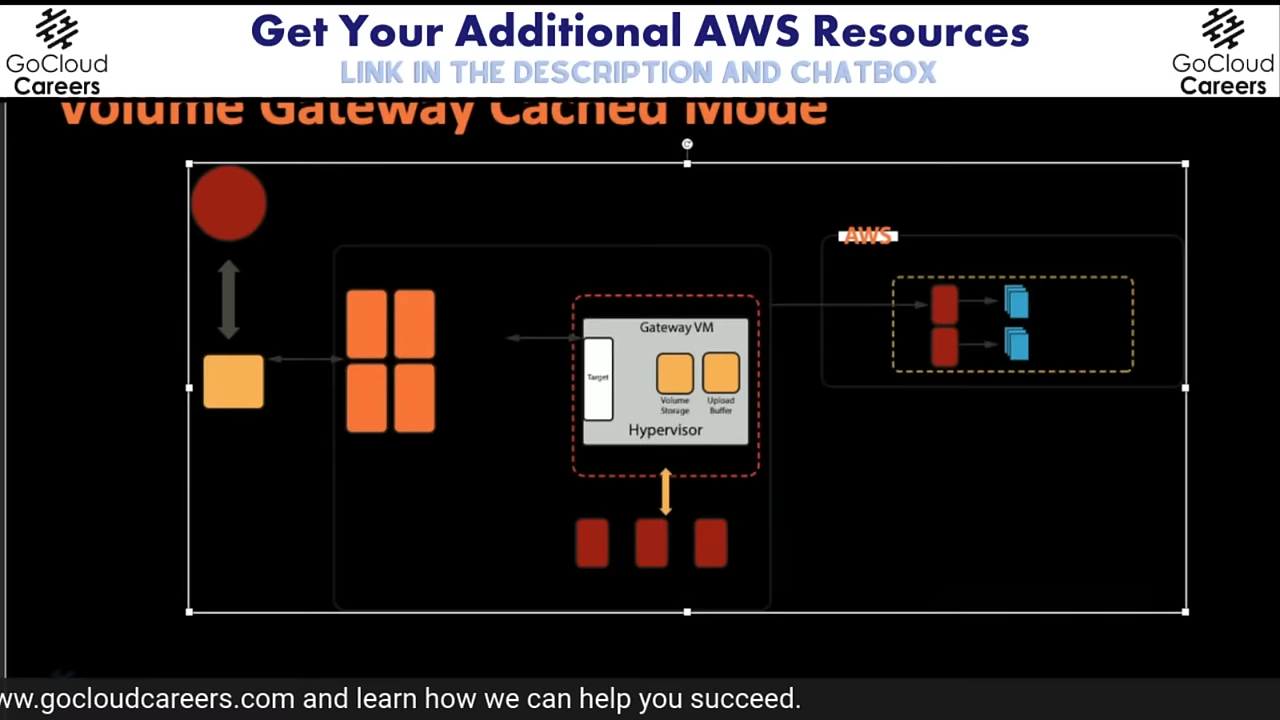 Get Your Additional AWS Resources
LINK IN THE DESCRIPTION AND CHATBOX
GoCloud
Careers
GoCloud
Careers
Volume Gateway Cached Mode
AWS
Gateway VM
Target
Volume
Storage
Upload
Buffer
Hypervisor
ww.gocloudcareers.com and learn how we can help you succeed.